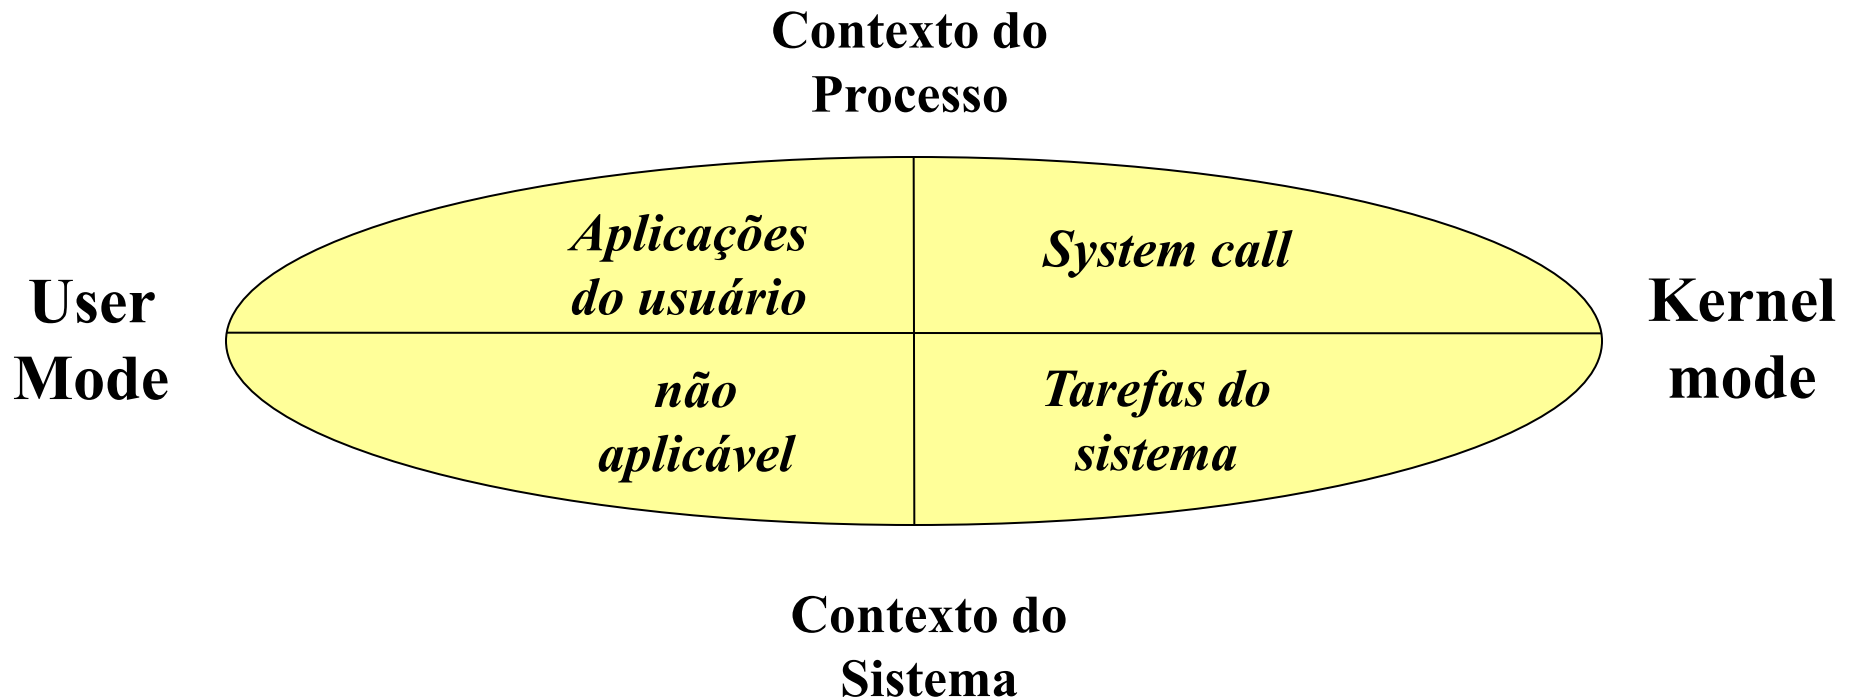 Contexto do
Processo
Aplicações
do usuário
System call
User
Mode
Kernel
mode
não
aplicável
Tarefas do
sistema
Contexto do
Sistema